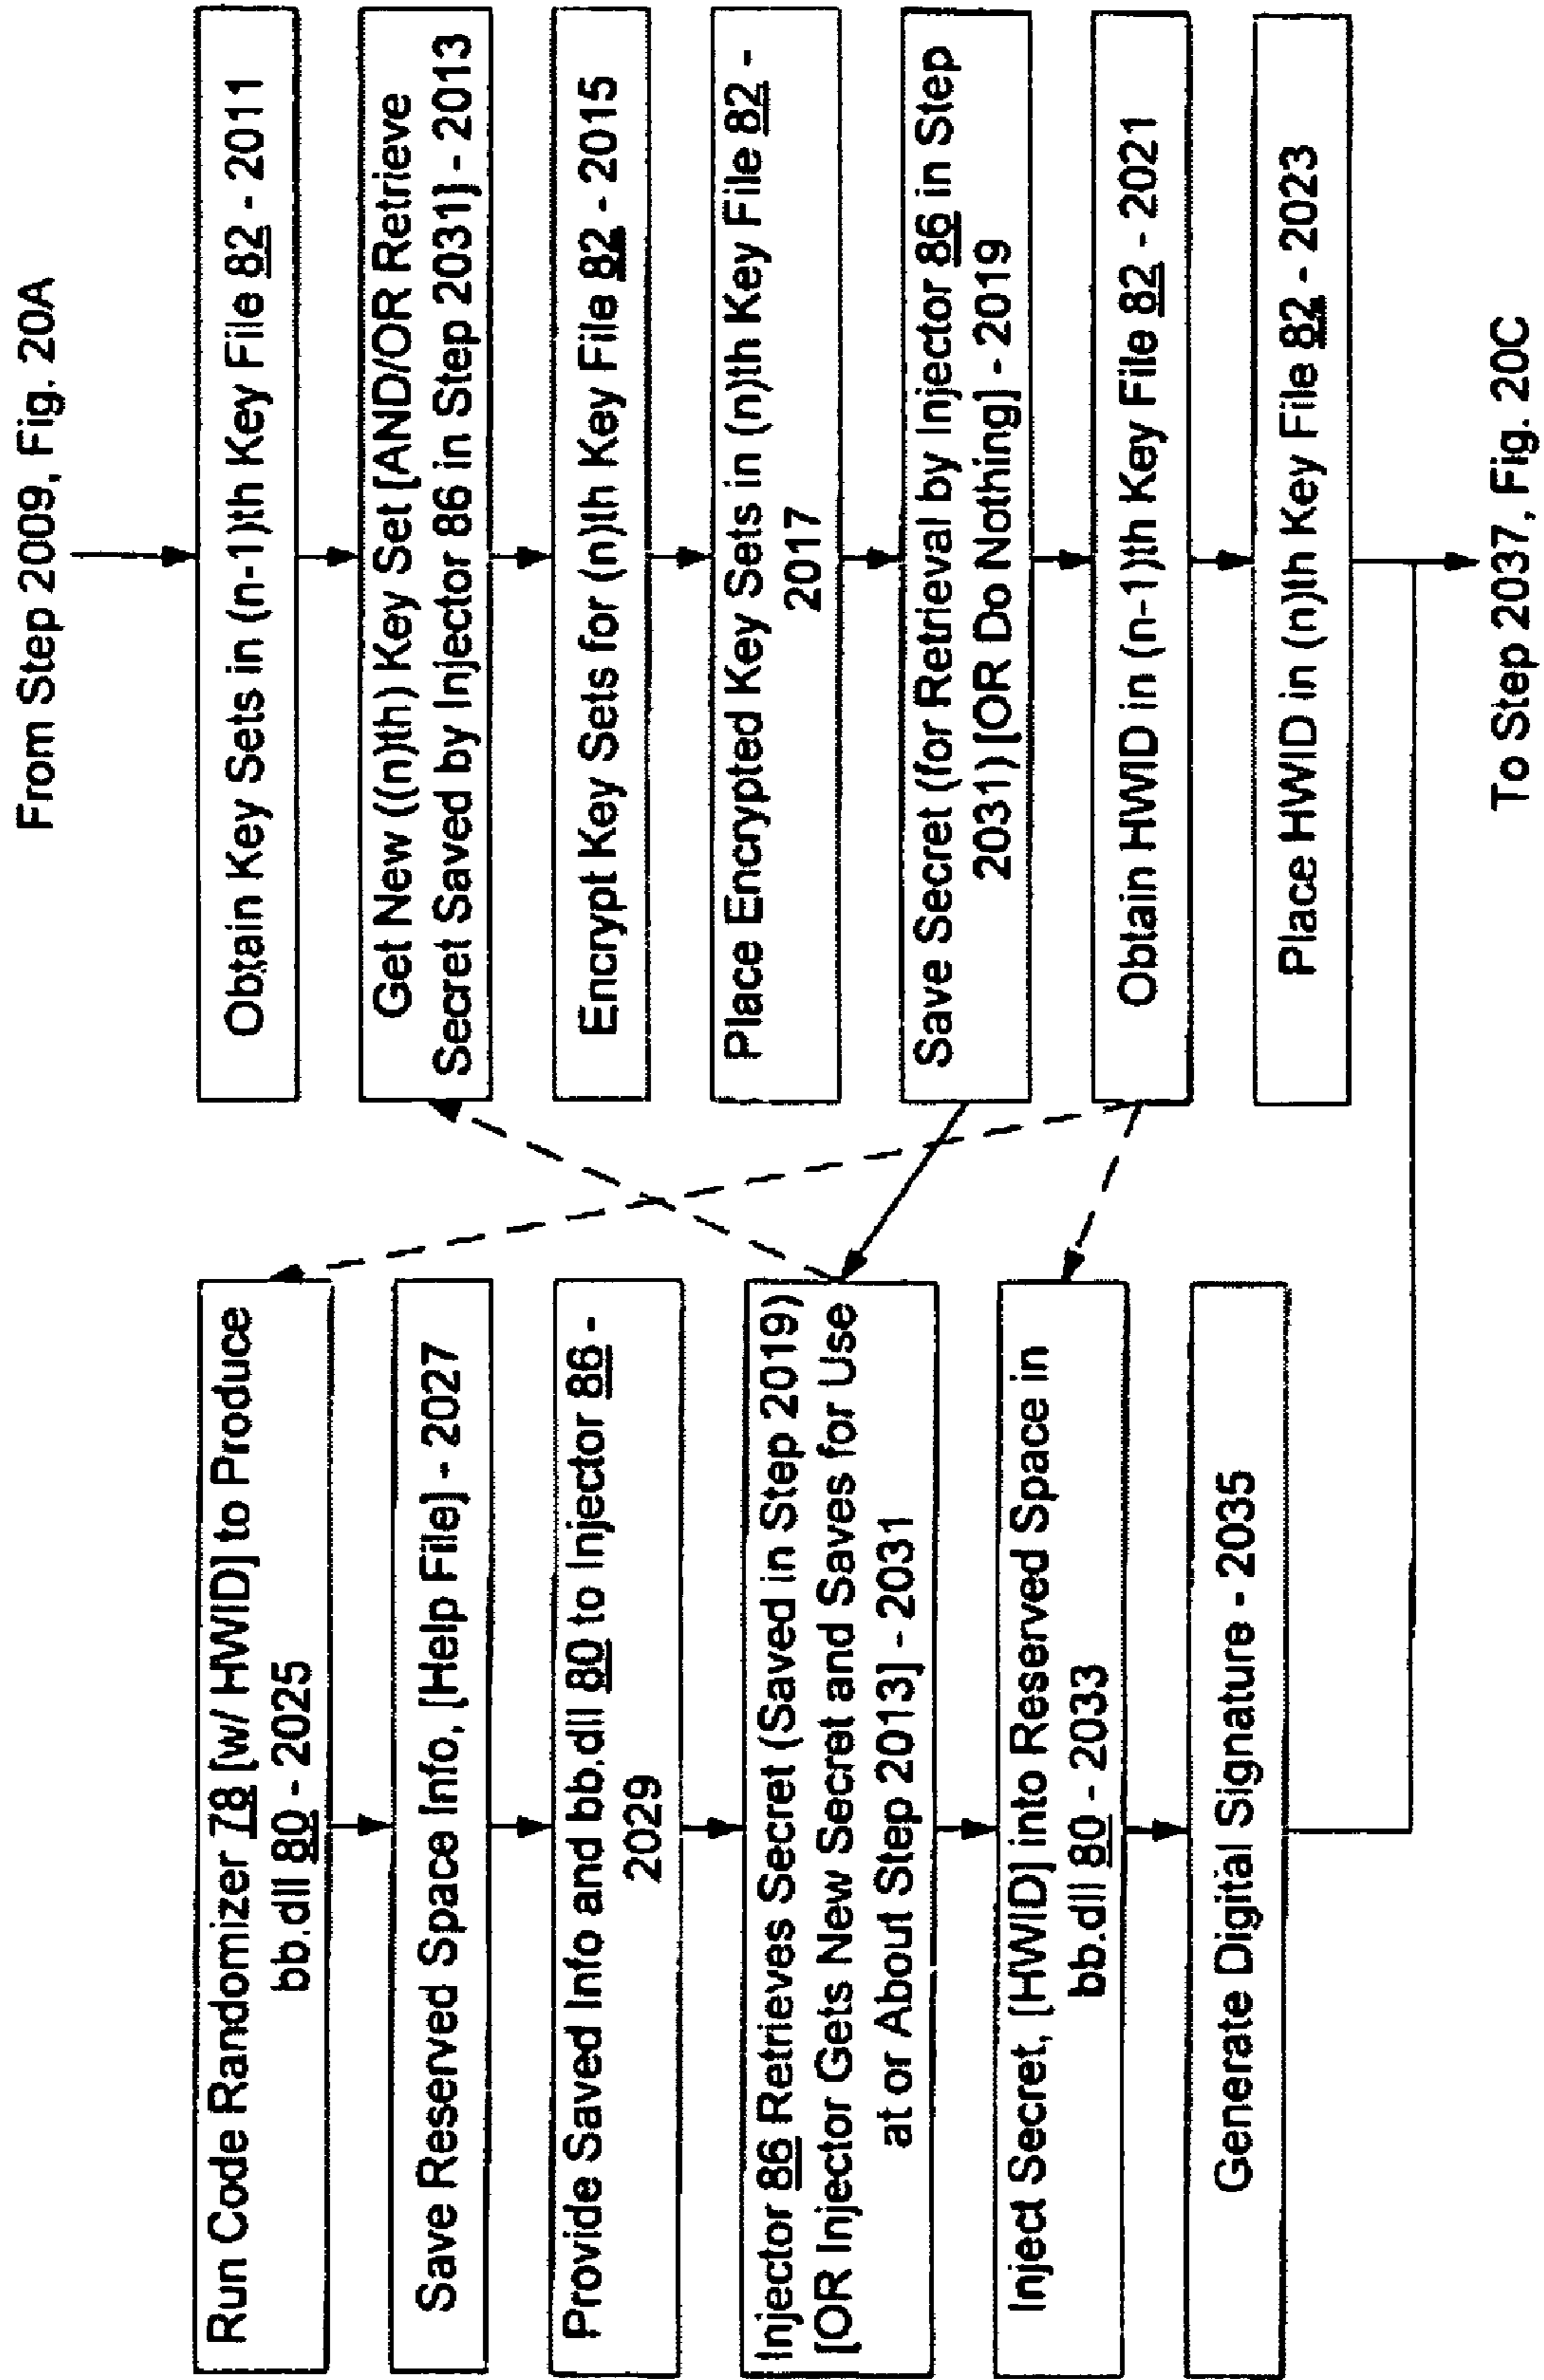 From Step 2009, Fig. 20A
Obtain Key Sets in (n-1)th Key File 82 - 2011
Get New ((n)th) Key Set [AND/OR Retrieve
Secret Saved by Injector 86 in Step 2031] - 2013
Encrypt Key Sets for (n)th Key File 82 - 2015
Place Encrypted Key Sets in (n)th Key File 82 -
2017
Save Secret (for Retrieval by Injector 86 in Step
2031) [OR Do Nothing] - 2019
Obtain HWID in (n-1)th Key File 82 - 2021
Place HWID in (n)th Key File 82 - 2023
To Step 2037, Fig. 20C
Run Code Randomizer 78 [w/ HWID] to Produce
bb.dll 80 - 2025
Save Reserved Space Info, [Help File] - 2027
Provide Saved Info and bb.dll 80 to Injector 86 -
2029
Injector 86 Retrieves Secret (Saved in Step 2019)
[OR Injector Gets New Secret and Saves for Use
at or About Step 2013] - 2031
Inject Secret, [HWID] into Reserved Space in
bb.dll 80 - 2033
Generate Digital Signature - 2035